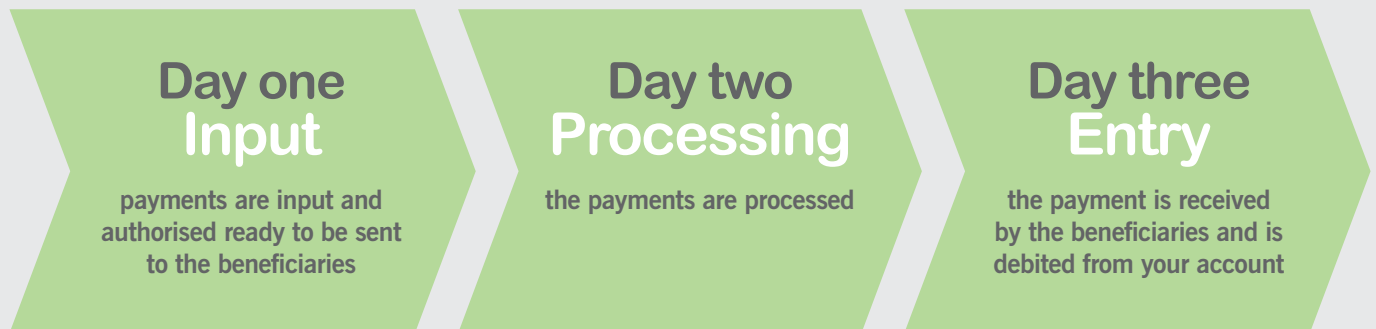 Day one
Input
payments are input and
authorised ready to be sent
to the beneficiaries
Day two
Processing
the payments are processed
Day three
Entry
the payment is received
by the beneficiaries and is
debited from your account